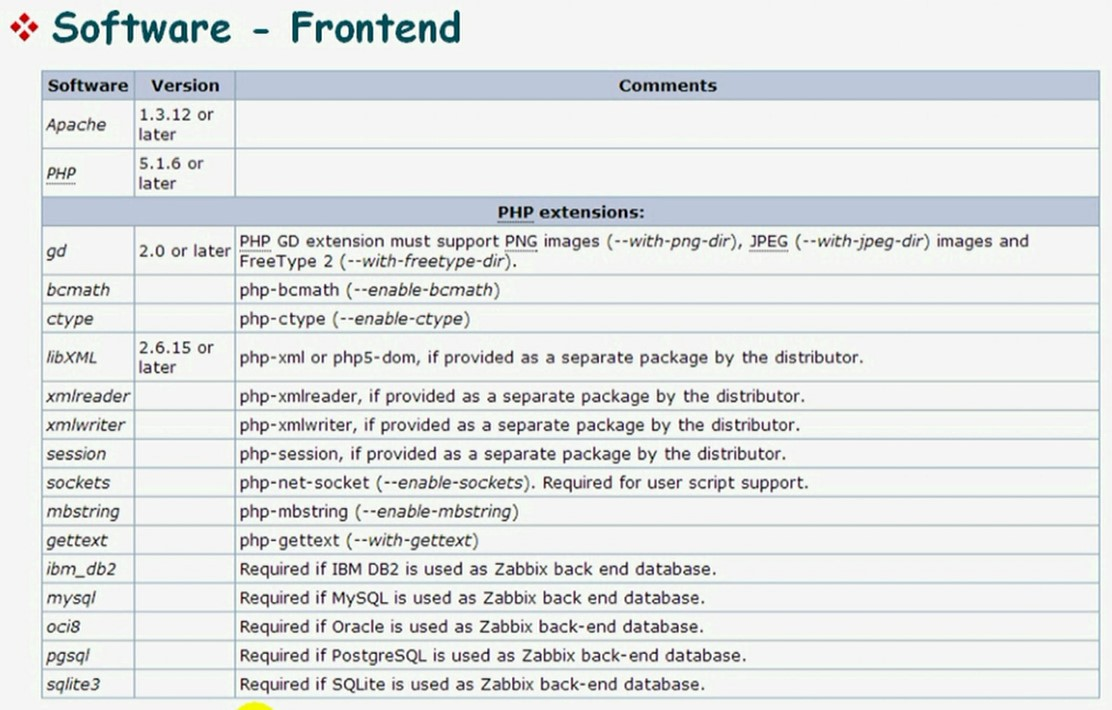 Software - Frontend
Software Version Comments
Apache 1.3.12 or later
PHP 5.1.6 or later
PHP extensions:
gd 2.0 or later PHP GD extension must support PNG images (--with-png-dir), JPEG (--with-jpeg-dir) images and
FreeType 2 (--with-freetype-dir).
bcmath php-bcmath (--enable-bcmath)
ctype php-ctype (--enable-ctype)
libXML 2.6.15 or later php-xml or php5-dom, if provided as a separate package by the distributor.
xmlreader php-xmlreader, if provided as a separate package by the distributor.
xmlwriter php-xmlwriter, if provided as a separate package by the distributor.
session php-session, if provided as a separate package by the distributor.
sockets php-net-socket (--enable-sockets). Required for user script support.
mbstring php-mbstring (--enable-mbstring)
gettext php-gettext (--with-gettext)
ibm_db2 Required if IBM DB2 is used as Zabbix back end database.
mysql Required if MySQL is used as Zabbix back end database.
oci8 Required if Oracle is used as Zabbix back-end database.
pgsql Required if PostgreSQL is used as Zabbix back-end database.
sqlite3 Required if SQLite is used as Zabbix back-end database.